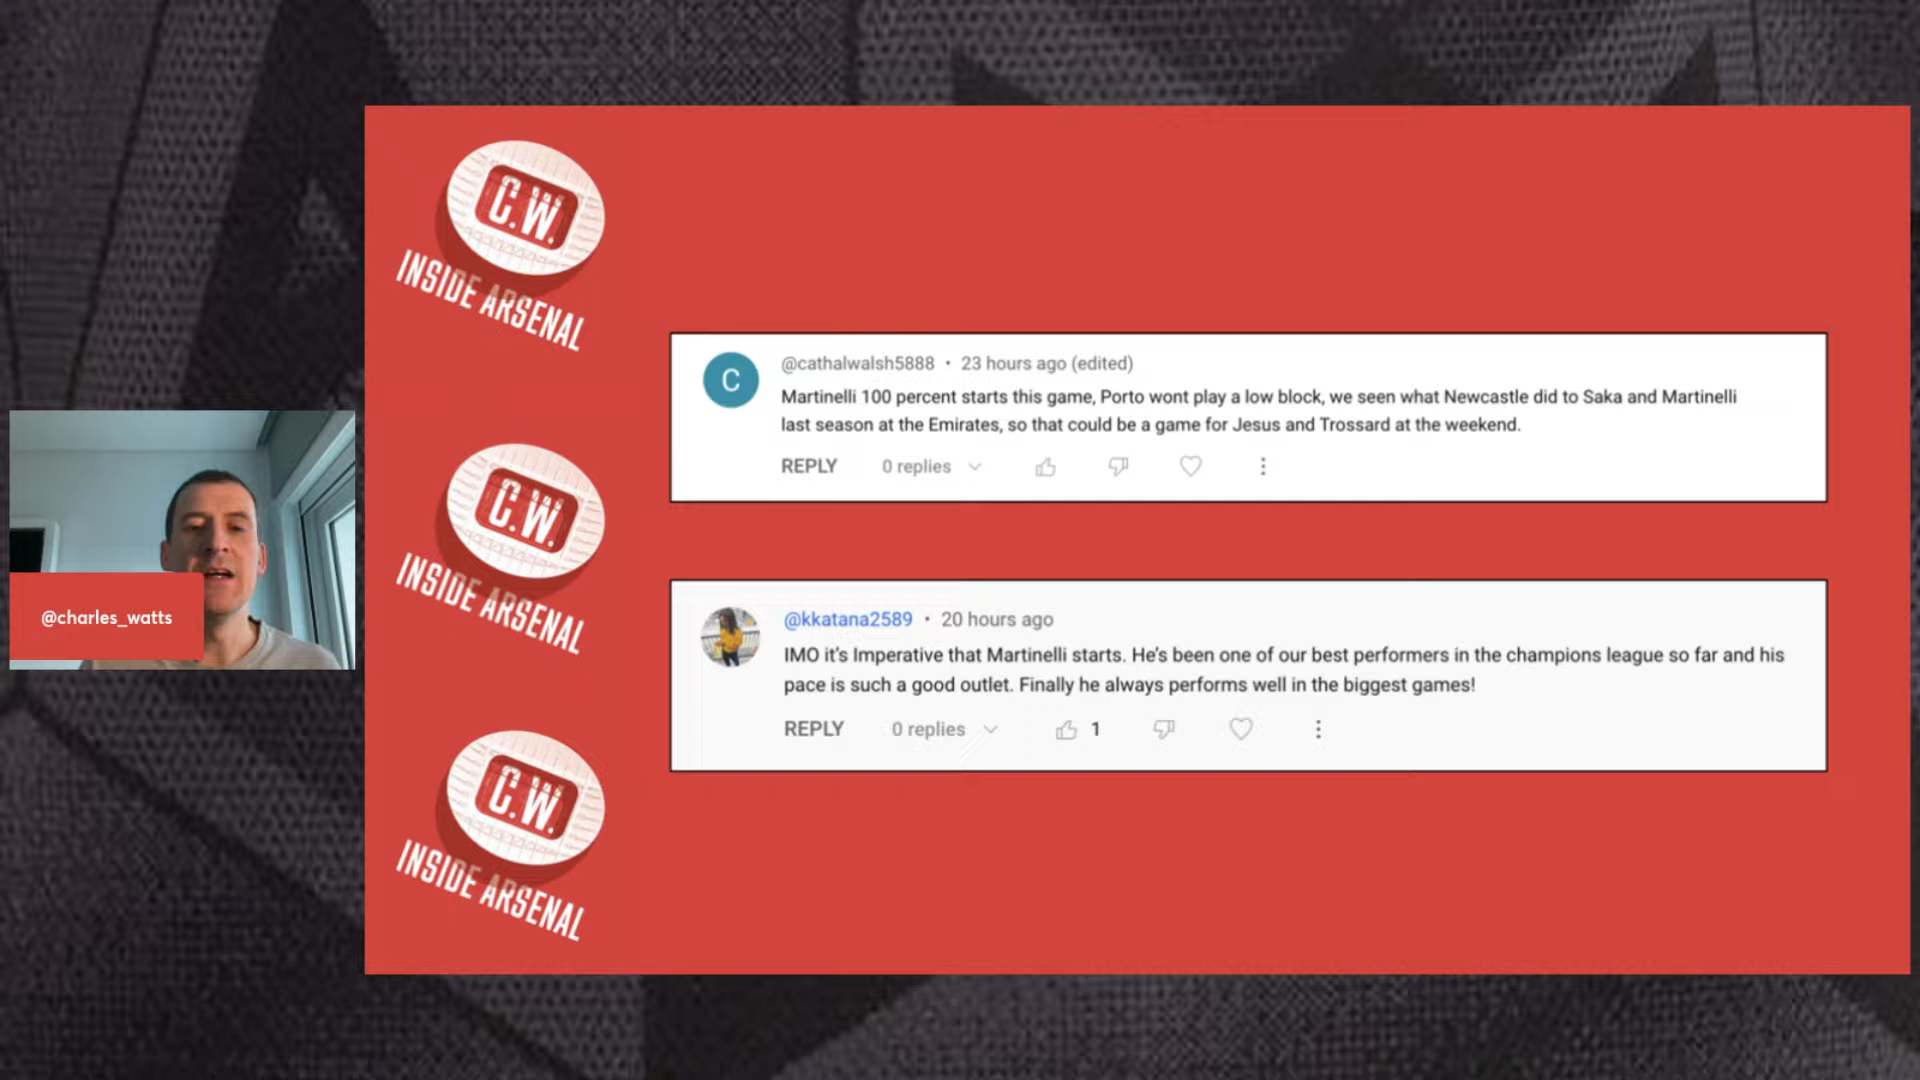 C.W.
INSIDE ARSENAL
C.W.
INSIDE ARSENAL
C.W.
INSIDE ARSENAL
@charles_watts
C
@cathalwalsh5888 • 23 hours ago (edited)
Martinelli 100 percent starts this game, Porto wont play a low block, we seen what Newcastle did to Saka and Martinelli
last season at the Emirates, so that could be a game for Jesus and Trossard at the weekend.
REPLY 0 replies
@kkatana2589 • 20 hours ago
IMO it's Imperative that Martinelli starts. He's been one of our best performers in the champions league so far and his
pace is such a good outlet. Finally he always performs well in the biggest games!
REPLY 0 replies 1